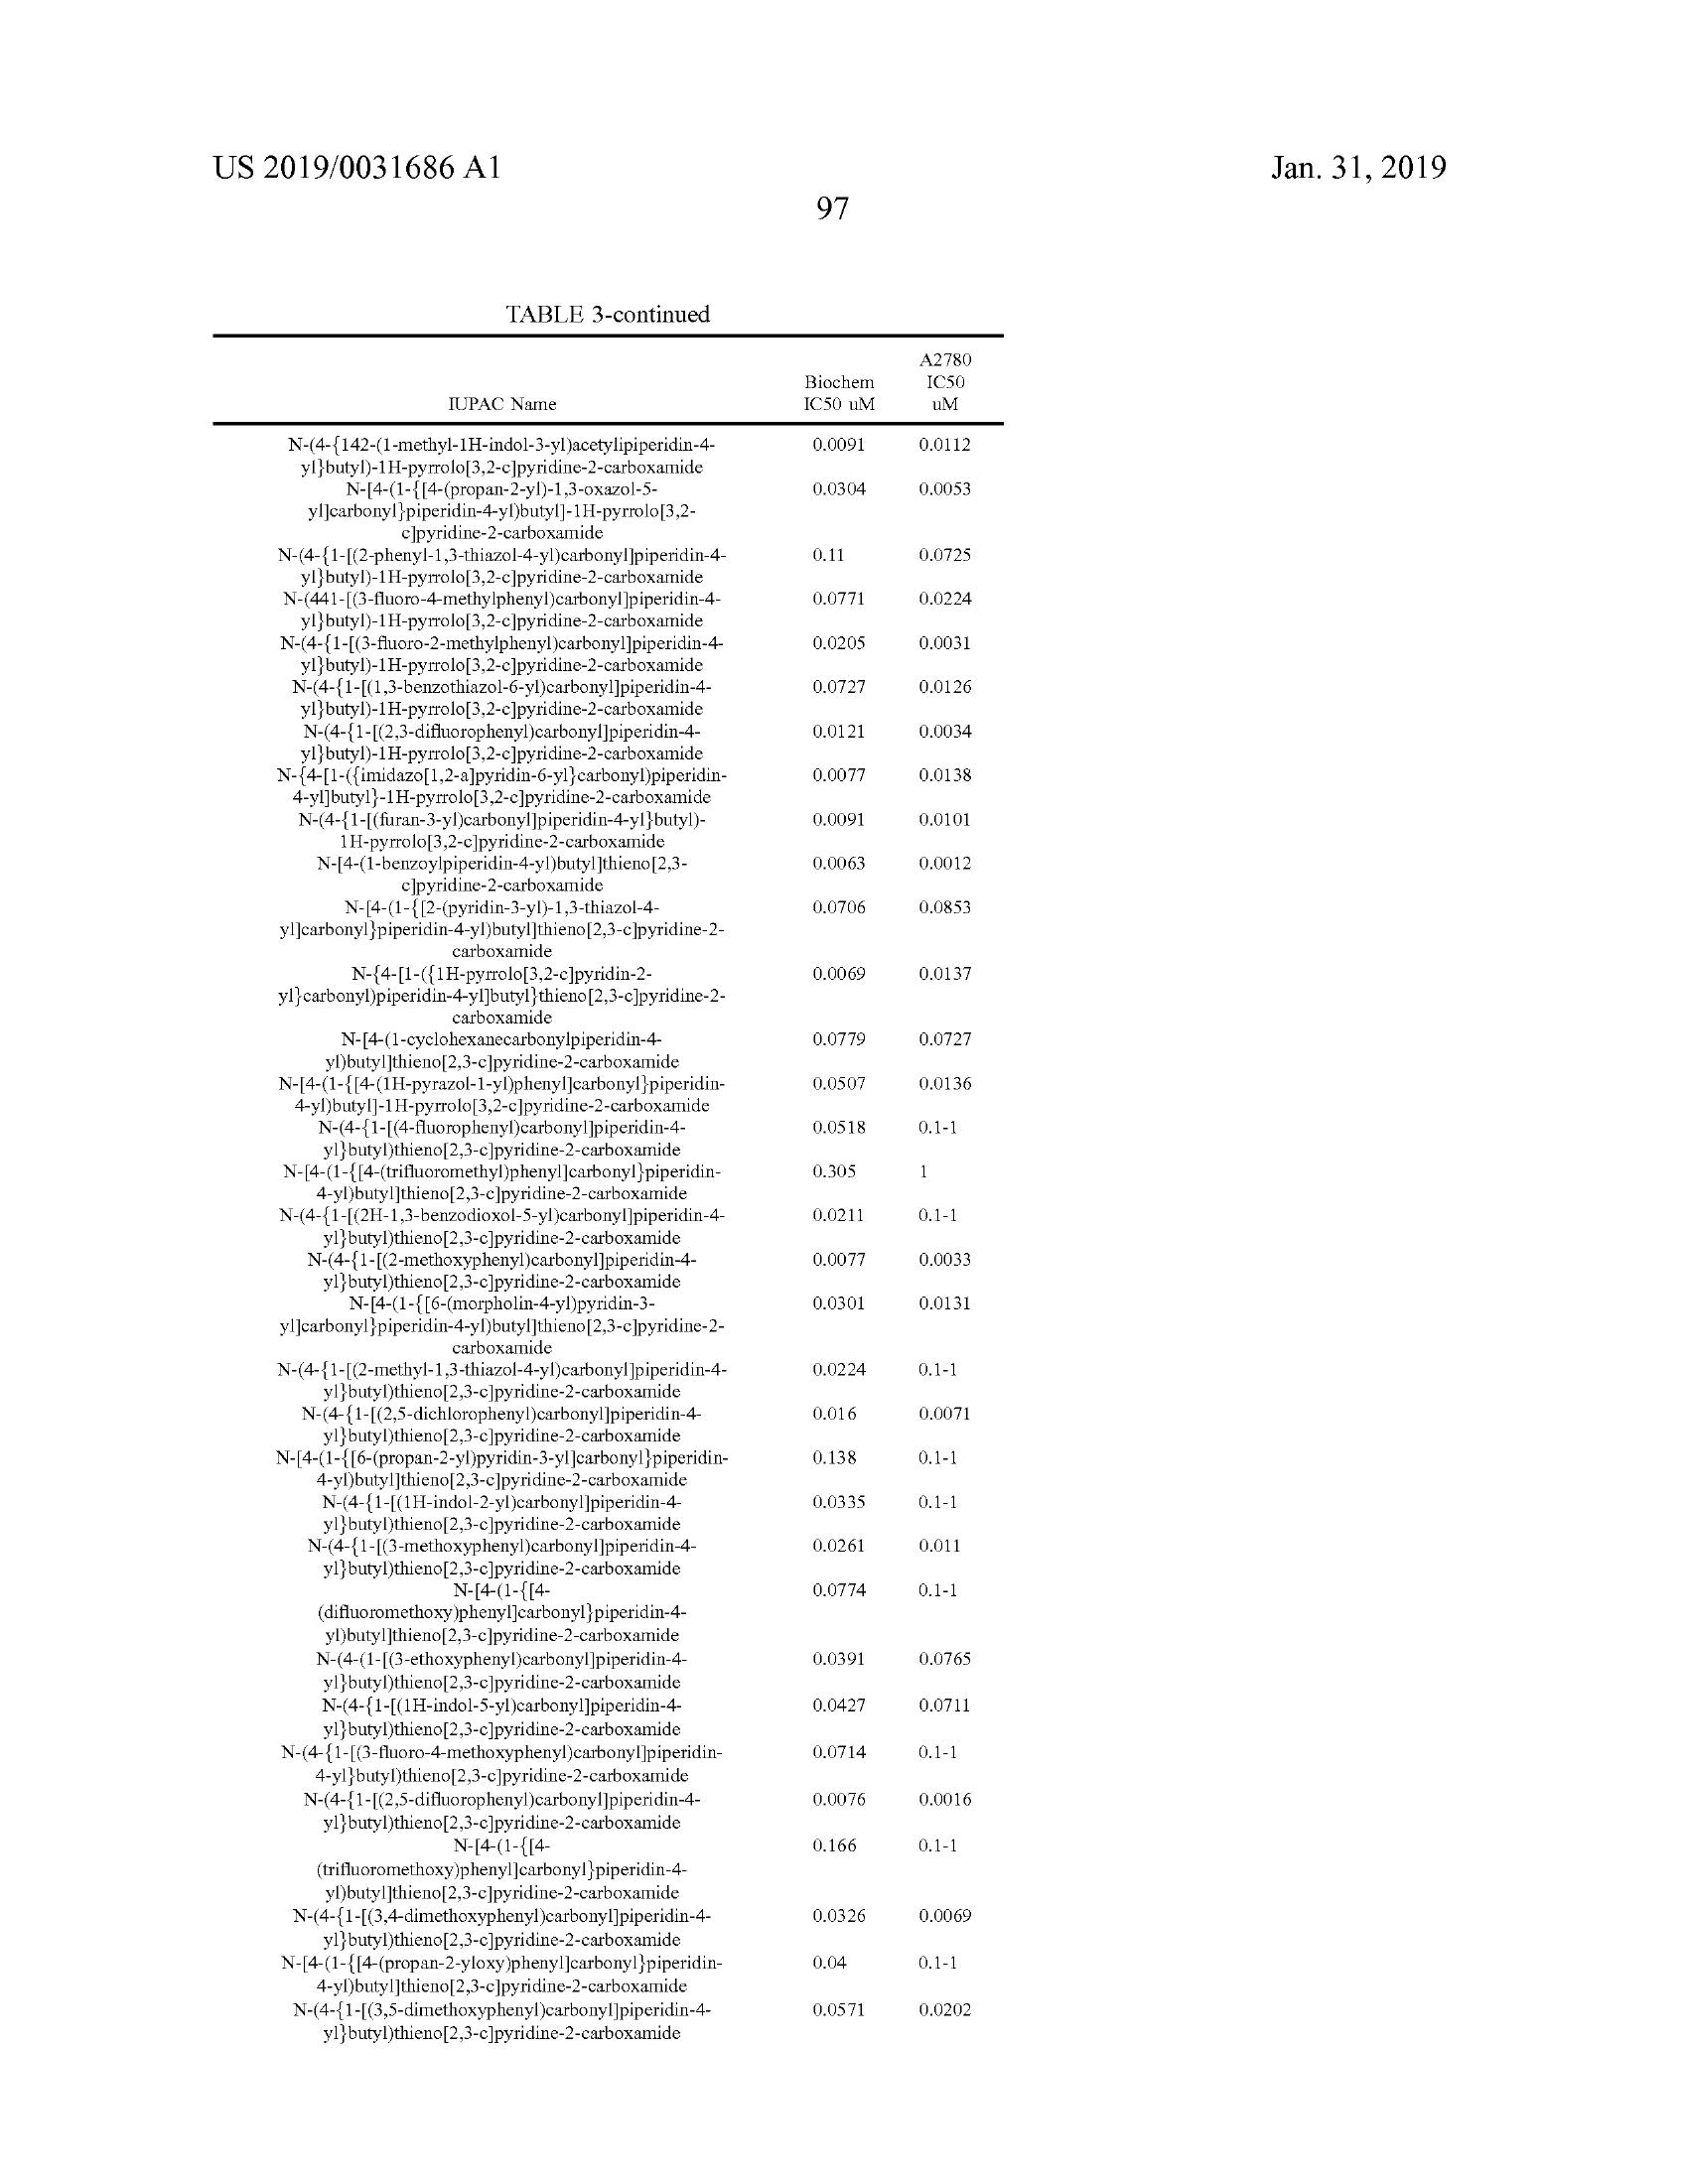 US 2019/0031686 A1
Jan. 31, 2019
97
TABLE 3-continued
A2780
Biochem IC50
IUPAC Name IC50 uM uM
N-(4-{142-(1-methyl-1H-indol-3-yl)acetylipiperidin-4- 0.0091 0.0112
yl}butyl)-1H-pyrrolo[3,2-c]pyridine-2-carboxamide
N-[4-(1-{[4-(propan-2-yl)-1,3-oxazol-5- 0.0304 0.0053
yl]carbonyl}piperidin-4-yl)butyl]-1H-pyrrolo[3,2-
c]pyridine-2-carboxamide
N-(4-{1-[(2-phenyl-1,3-thiazol-4-yl)carbonyl]piperidin-4- 0.11 0.0725
yl}butyl)-1H-pyrrolo[3,2-c]pyridine-2-carboxamide
N-(441-[(3-fluoro-4-methylphenyl)carbonyl]piperidin-4- 0.0771 0.0224
yl}butyl)-1H-pyrrolo[3,2-c]pyridine-2-carboxamide
N-(4-{1-[(3-fluoro-2-methylphenyl)carbonyl]piperidin-4- 0.0205 0.0031
yl}butyl)-1H-pyrrolo[3,2-c]pyridine-2-carboxamide
N-(4-{1-[(1,3-benzothiazol-6-yl)carbonyl]piperidin-4- 0.0727 0.0126
yl}butyl)-1H-pyrrolo[3,2-c]pyridine-2-carboxamide
N-(4-{1-[(2,3-difluorophenyl)carbonyl]piperidin-4- 0.0121 0.0034
yl}butyl)-1H-pyrrolo[3,2-c]pyridine-2-carboxamide
N-{4-[1-({imidazo[1,2-a]pyridin-6-yl}carbonyl)piperidin- 0.0077 0.0138
4-yl]butyl}-1H-pyrrolo[3,2-c]pyridine-2-carboxamide
N-(4-{1-[(furan-3-yl)carbonyl]piperidin-4-yl}butyl)- 0.0091 0.0101
1H-pyrrolo[3,2-c]pyridine-2-carboxamide
N-[4-(1-benzoylpiperidin-4-yl)butyl]thieno[2,3- 0.0063 0.0012
c]pyridine-2-carboxamide
N-[4-(1-{[2-(pyridin-3-yl)-1,3-thiazol-4- 0.0706 0.0853
yl]carbonyl}piperidin-4-yl)butyl]thieno[2,3-c]pyridine-2-
carboxamide
N-{4-[1-({1H-pyrrolo[3,2-c]pyridin-2- 0.0069 0.0137
yl}carbonyl)piperidin-4-yl]butyl}thieno[2,3-c]pyridine-2-
carboxamide
N-[4-(1-cyclohexanecarbonylpiperidin-4- 0.0779 0.0727
yl)butyl]thieno[2,3-c]pyridine-2-carboxamide
N-[4-(1-{[4-(1H-pyrazol-1-yl)phenyl]carbonyl}piperidin- 0.0507 0.0136
4-yl)butyl]-1H-pyrrolo[3,2-c]pyridine-2-carboxamide
N-(4-{1-[(4-fluorophenyl)carbonyl]piperidin-4- 0.0518 0.1-1
yl}butyl)thieno[2,3-c]pyridine-2-carboxamide
N-[4-(1-{[4-(trifluoromethyl)phenyl]carbonyl}piperidin- 0.305 1
4-yl)butyl]thieno[2,3-c]pyridine-2-carboxamide
N-(4-{1-[(2H-1,3-benzodioxol-5-yl)carbonyl]piperidin-4- 0.0211 0.1-1
yl}butyl)thieno[2,3-c]pyridine-2-carboxamide
N-(4-{1-[(2-methoxyphenyl)carbonyl]piperidin-4- 0.0077 0.0033
yl}butyl)thieno[2,3-c]pyridine-2-carboxamide
N-[4-(1-{[6-(morpholin-4-yl)pyridin-3- 0.0301 0.0131
yl]carbonyl}piperidin-4-yl)butyl]thieno[2,3-c]pyridine-2-
carboxamide
N-(4-{1-[(2-methyl-1,3-thiazol-4-yl)carbonyl]piperidin-4- 0.0224 0.1-1
yl}butyl)thieno[2,3-c]pyridine-2-carboxamide
N-(4-{1-[(2,5-dichlorophenyl)carbonyl]piperidin-4- 0.016 0.0071
yl}butyl)thieno[2,3-c]pyridine-2-carboxamide
N-[4-(1-{[6-(propan-2-yl)pyridin-3-yl]carbonyl}piperidin- 0.138 0.1-1
4-yl)butyl]thieno[2,3-c]pyridine-2-carboxamide
N-(4-{1-[(1H-indol-2-yl)carbonyl]piperidin-4- 0.0335 0.1-1
yl}butyl)thieno[2,3-c]pyridine-2-carboxamide
N-(4-{1-[(3-methoxyphenyl)carbonyl]piperidin-4- 0.0261 0.011
yl}butyl)thieno[2,3-c]pyridine-2-carboxamide
N-[4-(1-{[4- 0.0774 0.1-1
(difluoromethoxy)phenyl]carbonyl}piperidin-4-
yl)butyl]thieno[2,3-c]pyridine-2-carboxamide
N-(4-(1-[(3-ethoxyphenyl)carbonyl]piperidin-4- 0.0391 0.0765
yl}butyl)thieno[2,3-c]pyridine-2-carboxamide
N-(4-{1-[(1H-indol-5-yl)carbonyl]piperidin-4- 0.0427 0.0711
yl}butyl)thieno[2,3-c]pyridine-2-carboxamide
N-(4-{1-[(3-fluoro-4-methoxyphenyl)carbonyl]piperidin- 0.0714 0.1-1
4-yl}butyl)thieno[2,3-c]pyridine-2-carboxamide
N-(4-{1-[(2,5-difluorophenyl)carbonyl]piperidin-4- 0.0076 0.0016
yl}butyl)thieno[2,3-c]pyridine-2-carboxamide
N-[4-(1-{[4- 0.166 0.1-1
(trifluoromethoxy)phenyl]carbonyl}piperidin-4-
yl)butyl]thieno[2,3-c]pyridine-2-carboxamide
N-(4-{1-[(3,4-dimethoxyphenyl)carbonyl]piperidin-4- 0.0326 0.0069
yl}butyl)thieno[2,3-c]pyridine-2-carboxamide
N-[4-(1-{[4-(propan-2-yloxy)phenyl]carbonyl}piperidin- 0.04 0.1-1
4-yl)butyl]thieno[2,3-c]pyridine-2-carboxamide
N-(4-{1-[(3,5-dimethoxyphenyl)carbonyl]piperidin-4- 0.0571 0.0202
yl}butyl)thieno[2,3-c]pyridine-2-carboxamide